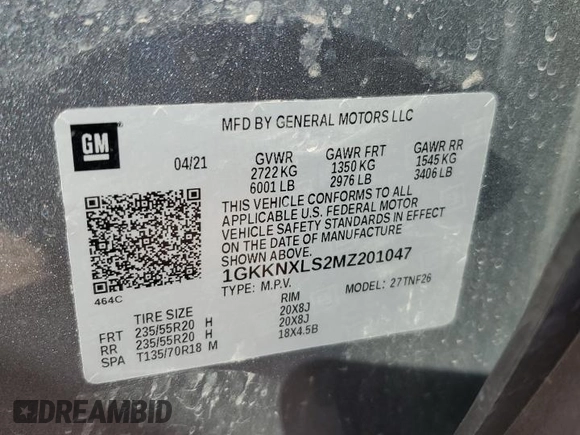 MFD BY GENERAL MOTORS LLC
GM
04/21
GVWR GAWR FRT GAWR RR
2722 KG 1350 KG 1545 KG
6001 LB 2976 LB 3406 LB
THIS VEHICLE CONFORMS TO ALL
APPLICABLE U.S. FEDERAL MOTOR
VEHICLE SAFETY STANDARDS IN EFFECT
ON THE DATE OF MANUFACTURE
SHOWN ABOVE.
1GKKNXLS2MZ201047
464C
TYPE: M.P.V. MODEL: 27TNF26
TIRE SIZE RIM
FRT 235/55R20 H 20X8J
RR 235/55R20 H 20X8J
SPA T135/70R18 M 18X4.5B
DREAMBID